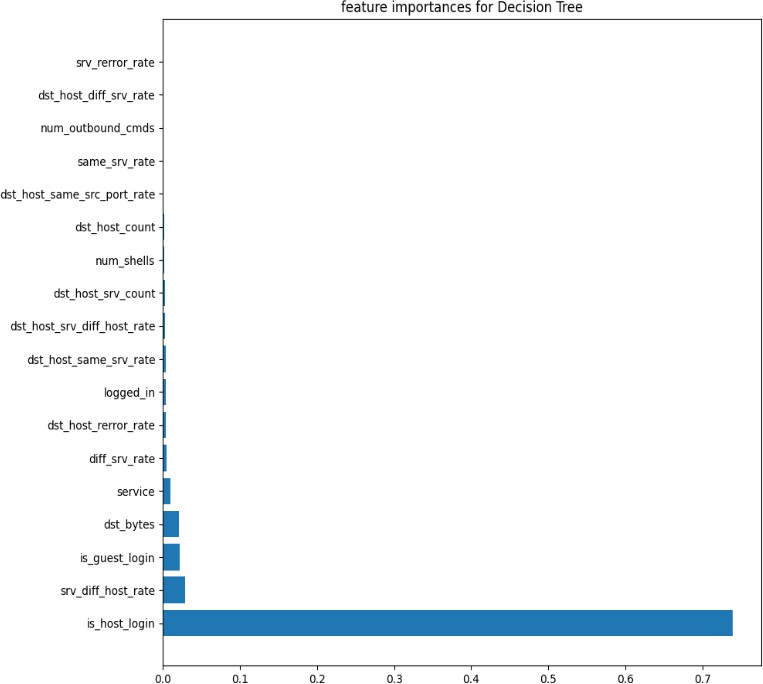 feature importances for Decision Tree
srv_rerror_rate
dst_host_diff_srv_rate
num_outbound_cmds
same_srv_rate
dst_host_same_src_port_rate
dst_host_count
num_shells
dst_host_srv_count
dst_host_srv_diff_host_rate
dst_host_same_srv_rate
logged_in
dst_host_rerror_rate
diff_srv_rate
service
dst_bytes
is_guest_login
srv_diff_host_rate
is_host_login
0.0 0.1 0.2 0.3 0.4 0.5 0.6 0.7